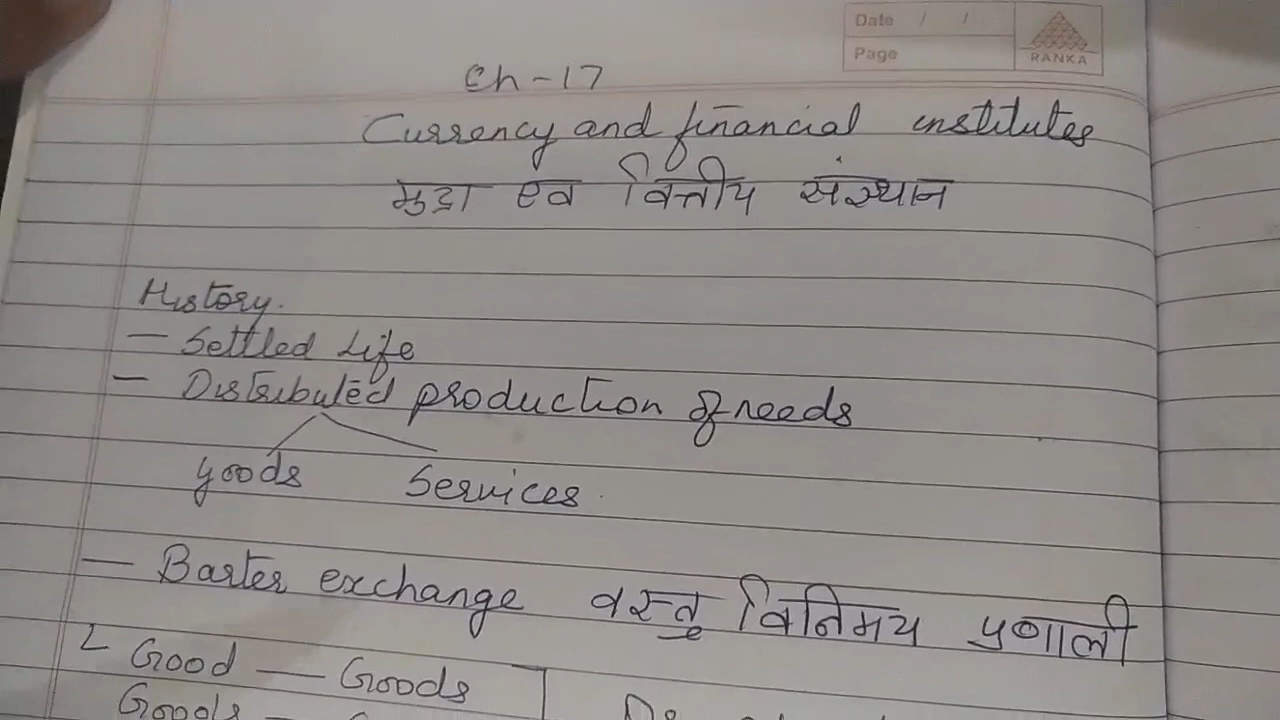 Date / /
Page
RANKA
Ch - 17
Currency and financial institutes
मुद्रा एव वित्तीय संस्थान
History.
— Settled Life
— Distributed production of needs
goods Services.
— Barter exchange वस्तु विनिमय प्रणाली
Good — Goods
Goods —